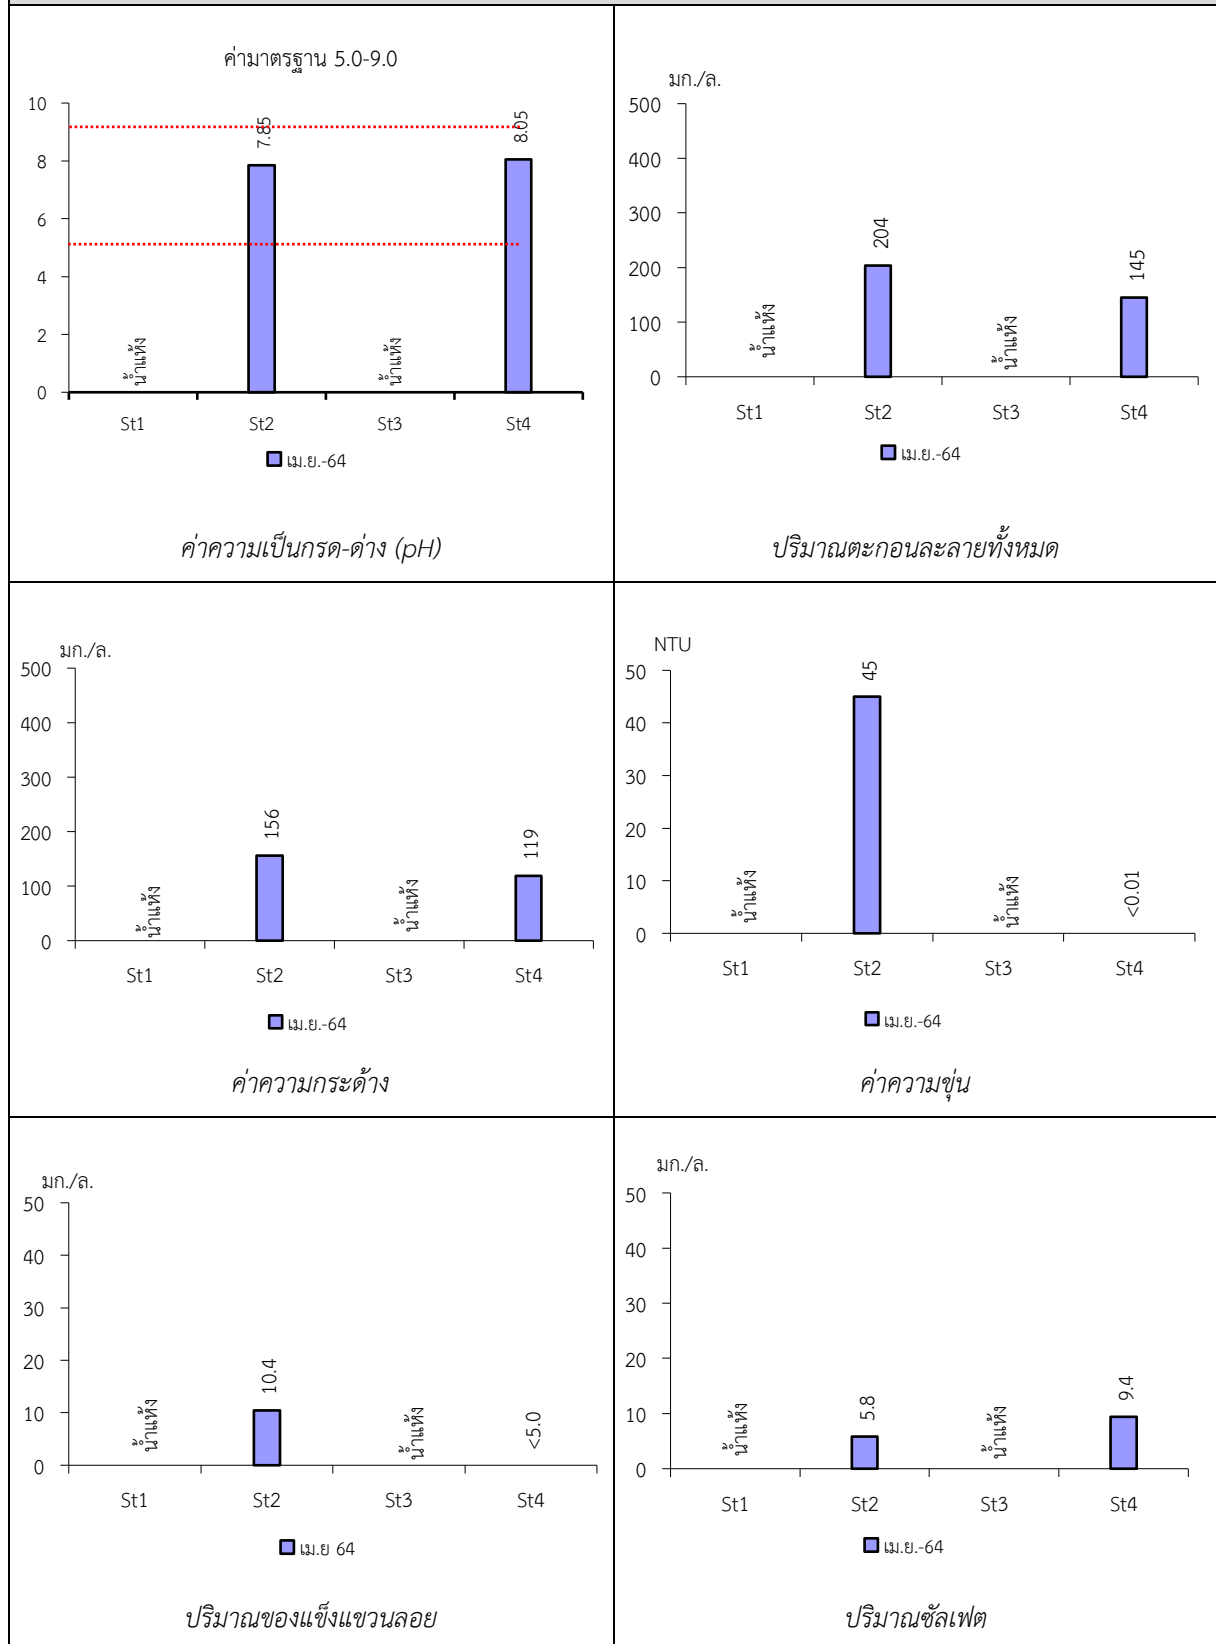 ค่ามาตรฐาน 5.0-9.0
10
8
6
4
2
0
7.85
8.05
น้ำแห้ง
น้ำแห้ง
St1 St2 St3 St4
เม.ย.-64
ค่าความเป็นกรด-ด่าง (pH)
มก./ล.
500
400
300
200
100
0
น้ำแห้ง
204
น้ำแห้ง
145
St1 St2 St3 St4
เม.ย.-64
ปริมาณตะกอนละลายทั้งหมด
มก./ล.
500
400
300
200
100
0
น้ำแห้ง
156
น้ำแห้ง
119
St1 St2 St3 St4
เม.ย.-64
ค่าความกระด้าง
NTU
50
40
30
20
10
0
น้ำแห้ง
45
น้ำแห้ง
<0.01
St1 St2 St3 St4
เม.ย.-64
ค่าความขุ่น
มก./ล.
50
40
30
20
10
0
น้ำแห้ง
10.4
น้ำแห้ง
<5.0
St1 St2 St3 St4
เม.ย 64
ปริมาณของแข็งแขวนลอย
มก./ล.
50
40
30
20
10
0
น้ำแห้ง
5.8
น้ำแห้ง
9.4
St1 St2 St3 St4
เม.ย.-64
ปริมาณซัลเฟต